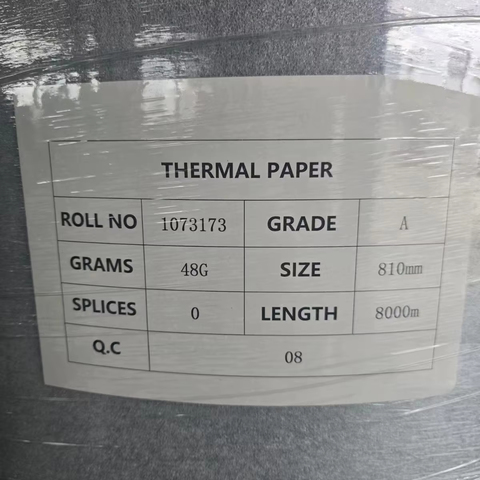 THERMAL PAPER
ROLL NO 1073173 GRADE A
GRAMS 48G SIZE 810mm
SPLICES 0 LENGTH 8000m
Q.C 08